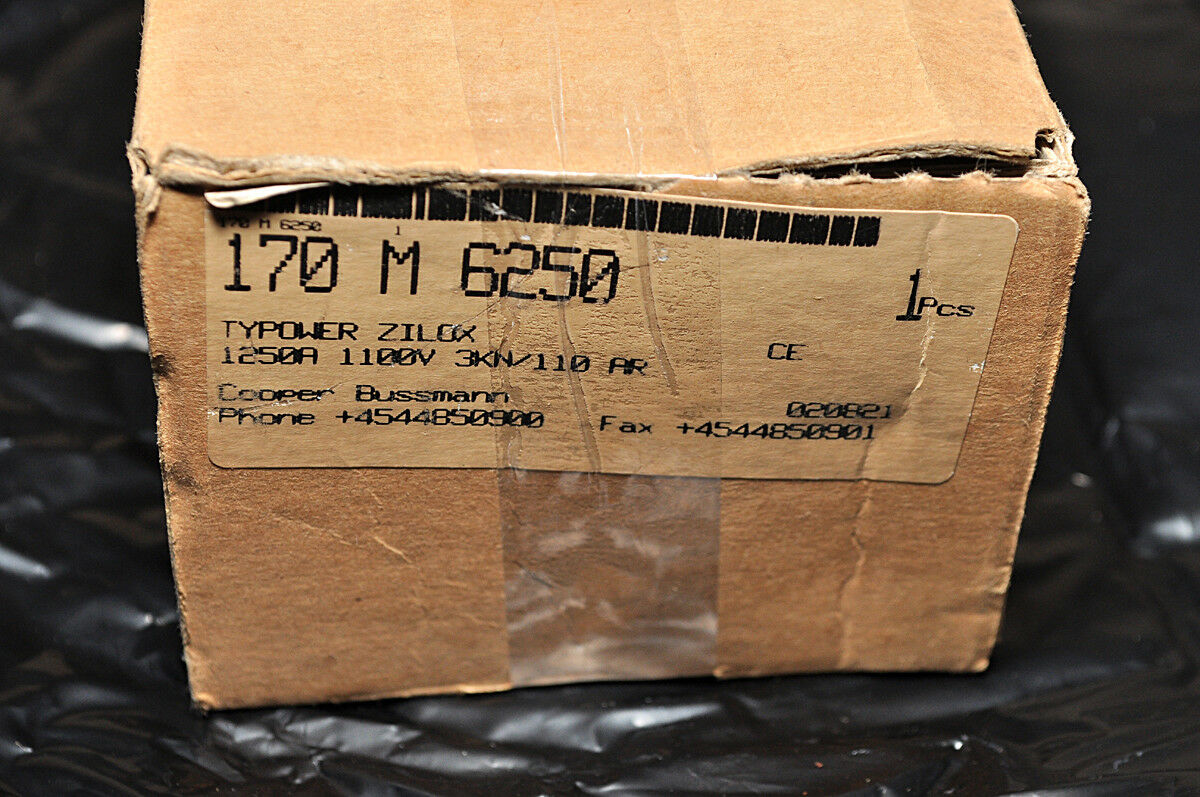 170 M 6250
1
170 M 6250
1Pcs
TYPOWER ZILOX
1250A 1100V 3KN/110 AR
CE
Cooper Bussmann
020821
Phone +4544850900 Fax +4544850901